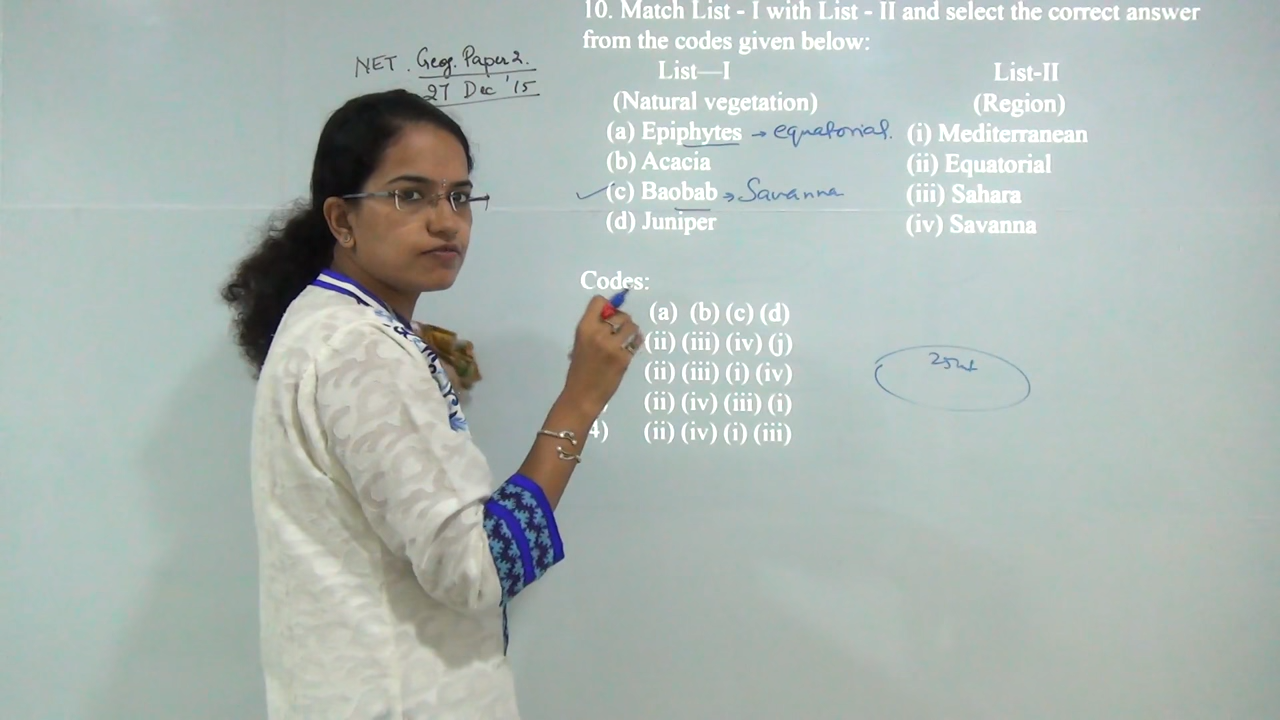 10. Match List - I with List - II and select the correct answer
from the codes given below:
NET. Geog. Paper 2.
27 Dec '15
List—I List-II
(Natural vegetation) (Region)
(a) Epiphytes → equatorial. (i) Mediterranean
(b) Acacia (ii) Equatorial
✓ (c) Baobab → Savanna (iii) Sahara
(d) Juniper (iv) Savanna
Codes:
(a) (b) (c) (d)
(ii) (iii) (iv) (j)
(ii) (iii) (i) (iv)
) (ii) (iv) (iii) (i)
4) (ii) (iv) (i) (iii)